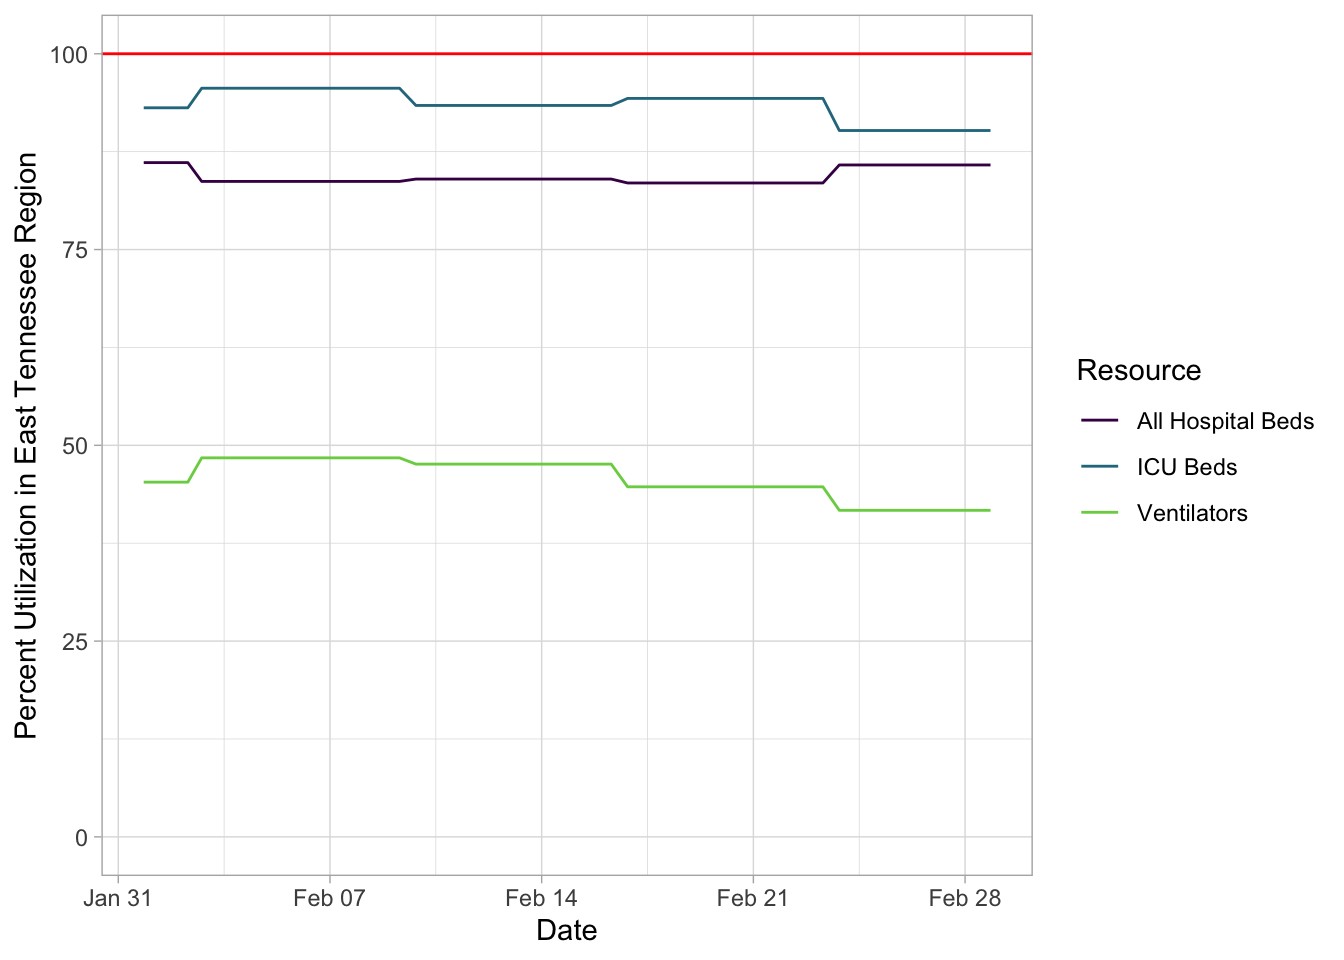 Percent Utilization in East Tennessee Region
100
75
50
25
0
Jan 31 Feb 07 Feb 14 Feb 21 Feb 28
Date
Resource
All Hospital Beds
ICU Beds
Ventilators